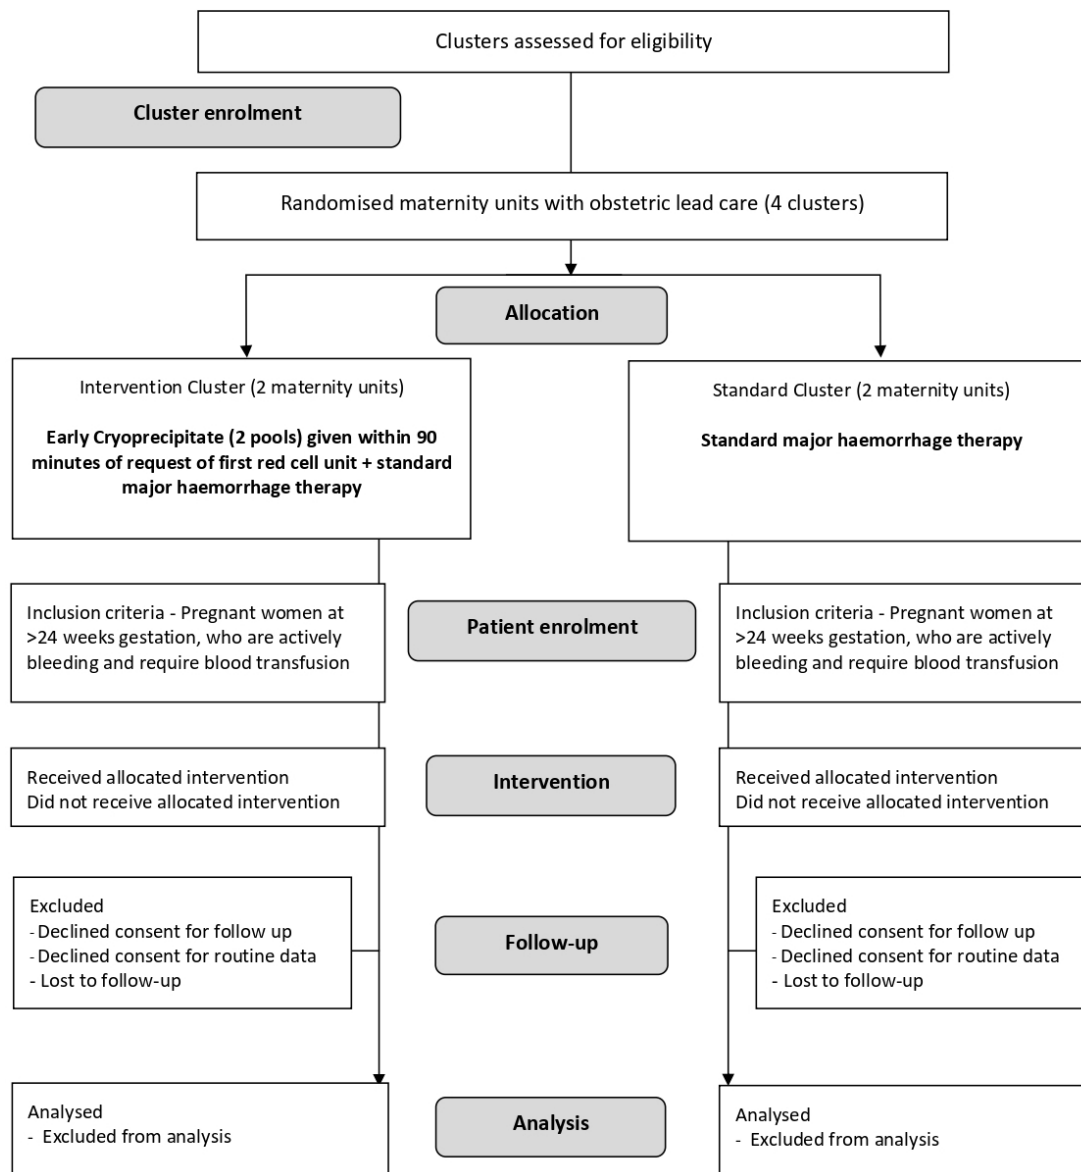 Clusters assessed for eligibility
Cluster enrolment
Randomised maternity units with obstetric lead care (4 clusters)
Allocation
Intervention Cluster (2 maternity units)
Early Cryoprecipitate (2 pools) given within 90
minutes of request of first red cell unit + standard
major haemorrhage therapy
Standard Cluster (2 maternity units)
Standard major haemorrhage therapy
Inclusion criteria - Pregnant women at
>24 weeks gestation, who are actively
bleeding and require blood transfusion
Patient enrolment
Inclusion criteria - Pregnant women at
>24 weeks gestation, who are actively
bleeding and require blood transfusion
Received allocated intervention
Did not receive allocated intervention
Intervention
Received allocated intervention
Did not receive allocated intervention
Excluded
- Declined consent for follow up
- Declined consent for routine data
- Lost to follow-up
Follow-up
Excluded
- Declined consent for follow up
- Declined consent for routine data
- Lost to follow-up
Analysed
- Excluded from analysis
Analysis
Analysed
- Excluded from analysis